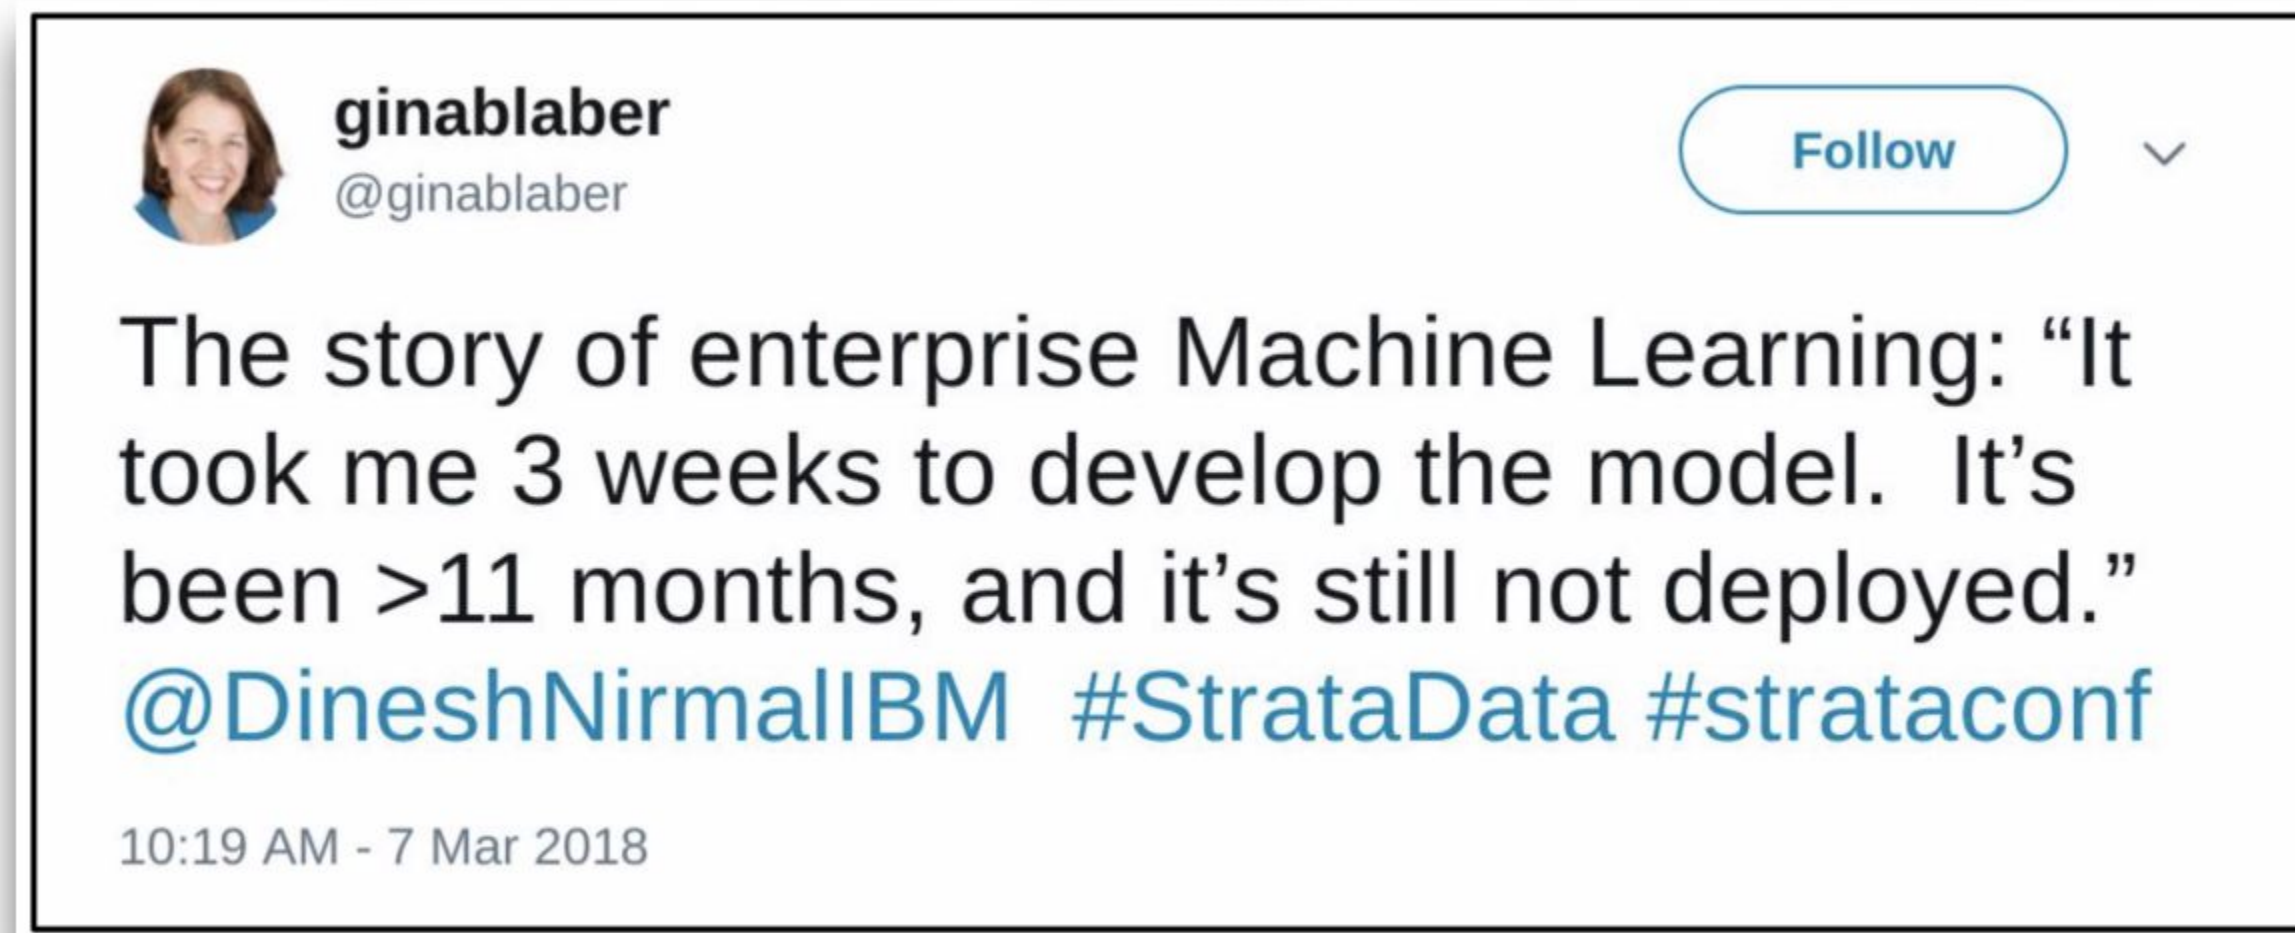 ginablaber
@ginablaber
Follow
The story of enterprise Machine Learning: “It
took me 3 weeks to develop the model.  It’s
been >11 months, and it’s still not deployed.”
@DineshNirmalIBM  #StrataData #strataconf
10:19 AM - 7 Mar 2018